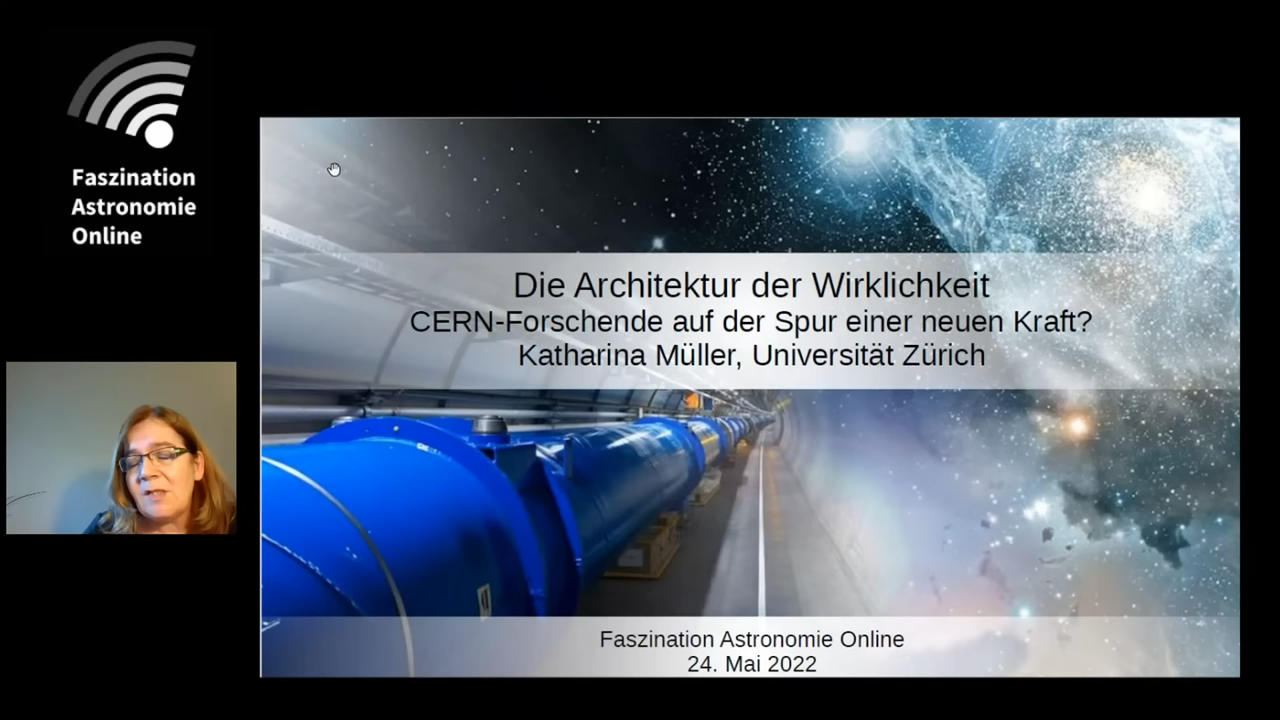 Faszination
Astronomie
Online
Die Architektur der Wirklichkeit
CERN-Forschende auf der Spur einer neuen Kraft?
Katharina Müller, Universität Zürich
Faszination Astronomie Online
24. Mai 2022